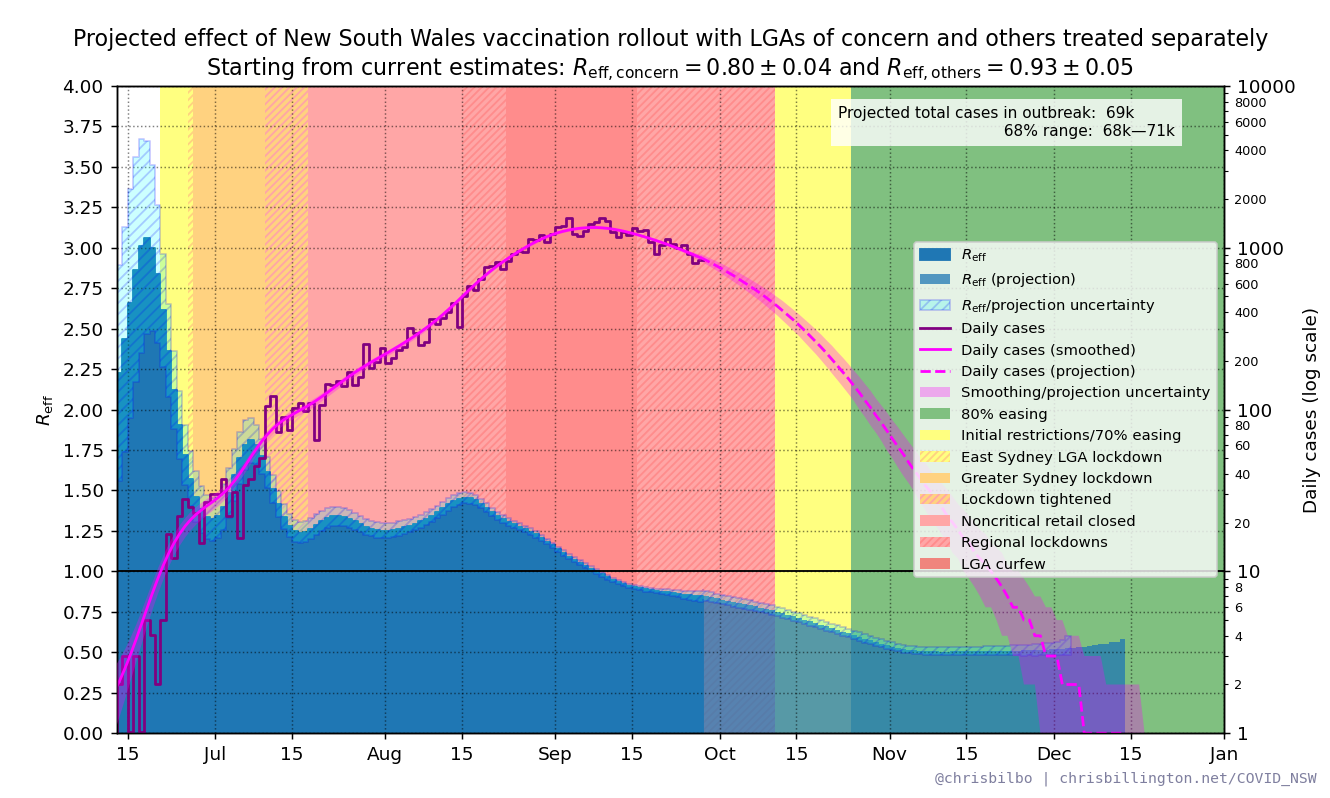 Projected effect of New South Wales vaccination rollout with LGAs of concern and others treated separately
Starting from current estimates: Reff, concern = 0.80 ± 0.04 and Reff, others = 0.93 ± 0.05
Projected total cases in outbreak: 69k
68% range: 68k—71k
4.00
3.75
3.50
3.25
3.00
2.75
2.50
2.25
2.00
1.75
1.50
1.25
1.00
0.75
0.50
0.25
0.00
Reff
10000
8000
6000
4000
2000
1000
800
600
400
200
100
80
60
40
20
10
8
6
4
2
1
Daily cases (log scale)
Reff
Reff (projection)
Reff/projection uncertainty
Daily cases
Daily cases (smoothed)
Daily cases (projection)
Smoothing/projection uncertainty
80% easing
Initial restrictions/70% easing
East Sydney LGA lockdown
Greater Sydney lockdown
Lockdown tightened
Noncritical retail closed
Regional lockdowns
LGA curfew
15 Jul 15 Aug 15 Sep 15 Oct 15 Nov 15 Dec 15 Jan
@chrisbilbo | chrisbillington.net/COVID_NSW